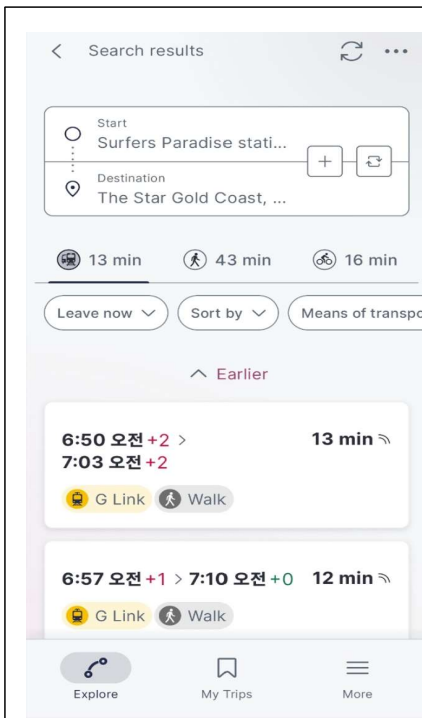 Search results
Start
Surfers Paradise stati...
Destination
The Star Gold Coast, ...
13 min
43 min
16 min
Leave now
Sort by
Means of transpo
Earlier
6:50 오전 +2 >
7:03 오전 +2
13 min
G Link
Walk
6:57 오전 +1 > 7:10 오전 +0
12 min
G Link
Walk
Explore
My Trips
More